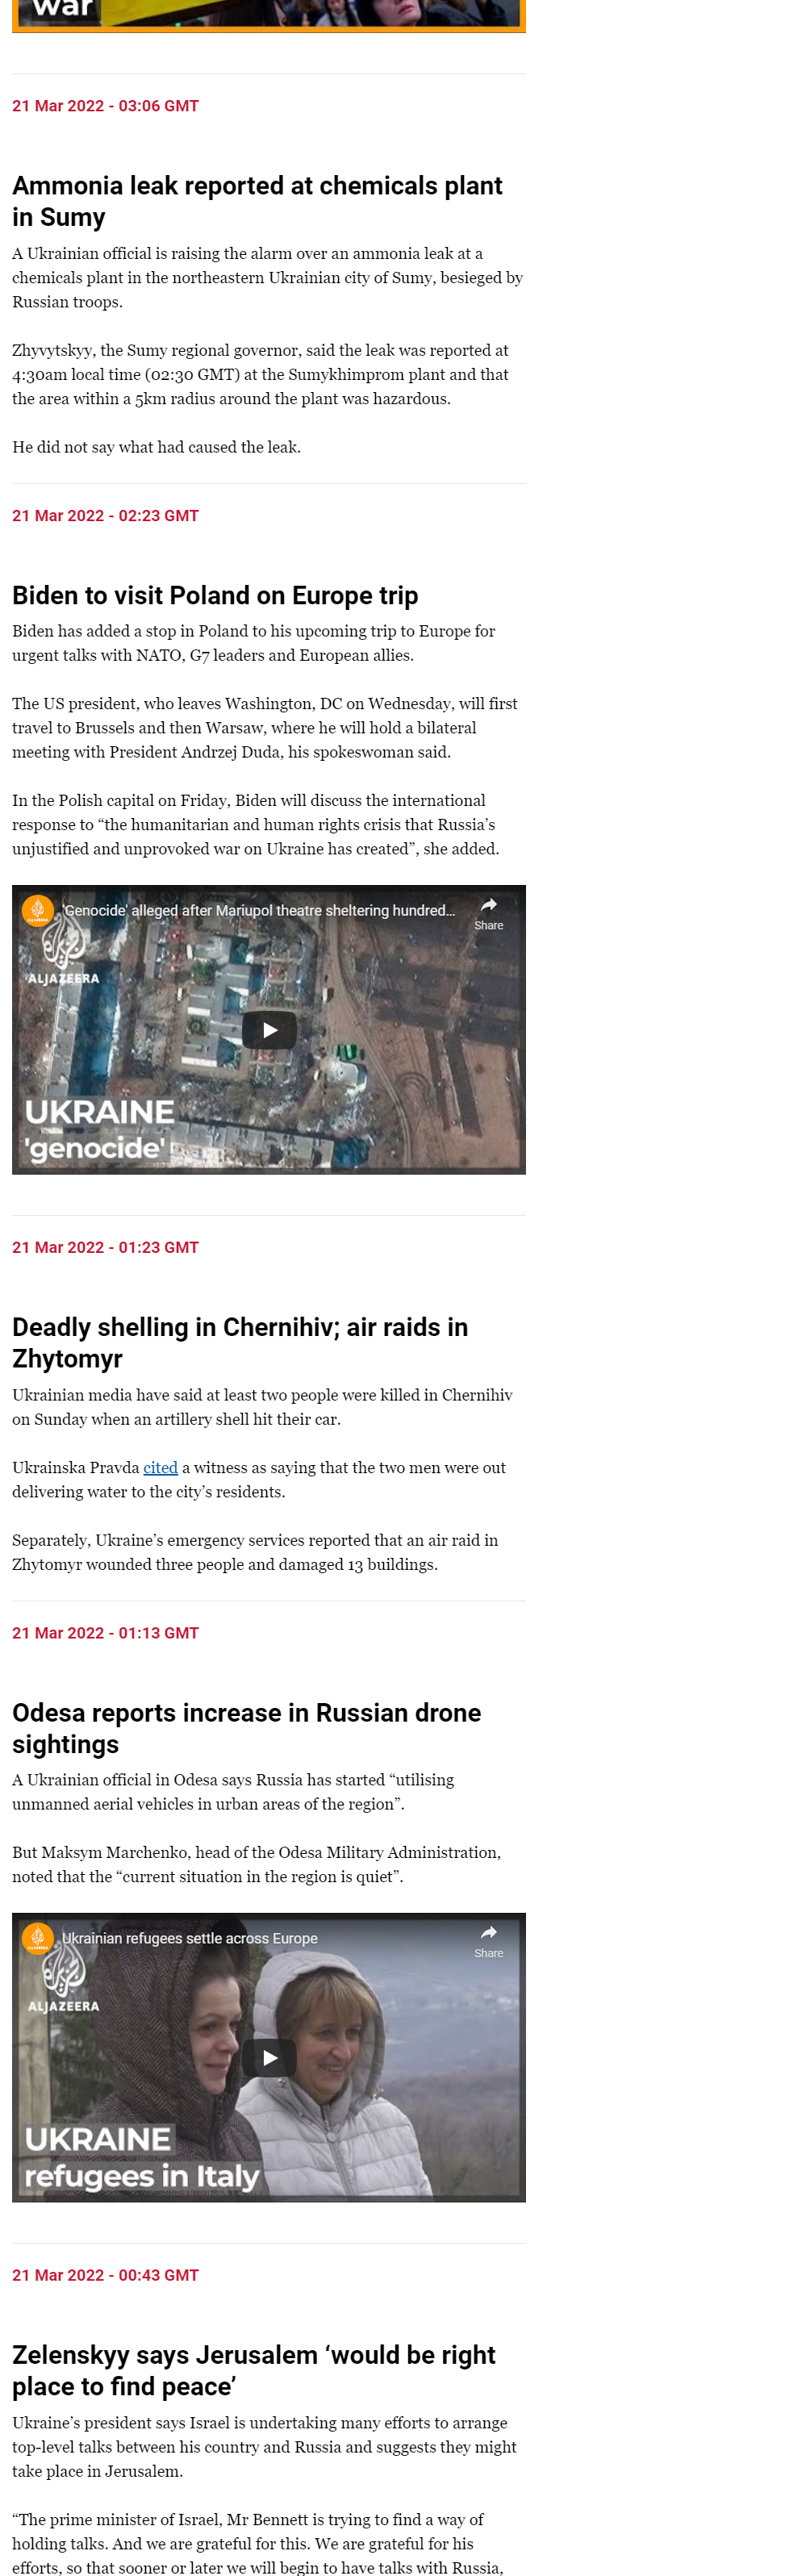 war
21 Mar 2022 - 03:06 GMT
Ammonia leak reported at chemicals plant
in Sumy
A Ukrainian official is raising the alarm over an ammonia leak at a
chemicals plant in the northeastern Ukrainian city of Sumy, besieged by
Russian troops.
Zhyvytskyy, the Sumy regional governor, said the leak was reported at
4:30am local time (02:30 GMT) at the Sumykhimprom plant and that
the area within a 5km radius around the plant was hazardous.
He did not say what had caused the leak.
21 Mar 2022 - 02:23 GMT
Biden to visit Poland on Europe trip
Biden has added a stop in Poland to his upcoming trip to Europe for
urgent talks with NATO, G7 leaders and European allies.
The US president, who leaves Washington, DC on Wednesday, will first
travel to Brussels and then Warsaw, where he will hold a bilateral
meeting with President Andrzej Duda, his spokeswoman said.
In the Polish capital on Friday, Biden will discuss the international
response to “the humanitarian and human rights crisis that Russia’s
unjustified and unprovoked war on Ukraine has created”, she added.
'Genocide' alleged after Mariupol theatre sheltering hundred...
Share
ALJAZEERA
UKRAINE
'genocide'
21 Mar 2022 - 01:23 GMT
Deadly shelling in Chernihiv; air raids in
Zhytomyr
Ukrainian media have said at least two people were killed in Chernihiv
on Sunday when an artillery shell hit their car.
Ukrainska Pravda cited a witness as saying that the two men were out
delivering water to the city’s residents.
Separately, Ukraine’s emergency services reported that an air raid in
Zhytomyr wounded three people and damaged 13 buildings.
21 Mar 2022 - 01:13 GMT
Odesa reports increase in Russian drone
sightings
A Ukrainian official in Odesa says Russia has started “utilising
unmanned aerial vehicles in urban areas of the region”.
But Maksym Marchenko, head of the Odesa Military Administration,
noted that the “current situation in the region is quiet”.
Ukrainian refugees settle across Europe
Share
ALJAZEERA
UKRAINE
refugees in Italy
21 Mar 2022 - 00:43 GMT
Zelenskyy says Jerusalem ‘would be right
place to find peace’
Ukraine’s president says Israel is undertaking many efforts to arrange
top-level talks between his country and Russia and suggests they might
take place in Jerusalem.
“The prime minister of Israel, Mr Bennett is trying to find a way of
holding talks. And we are grateful for this. We are grateful for his
efforts, so that sooner or later we will begin to have talks with Russia,